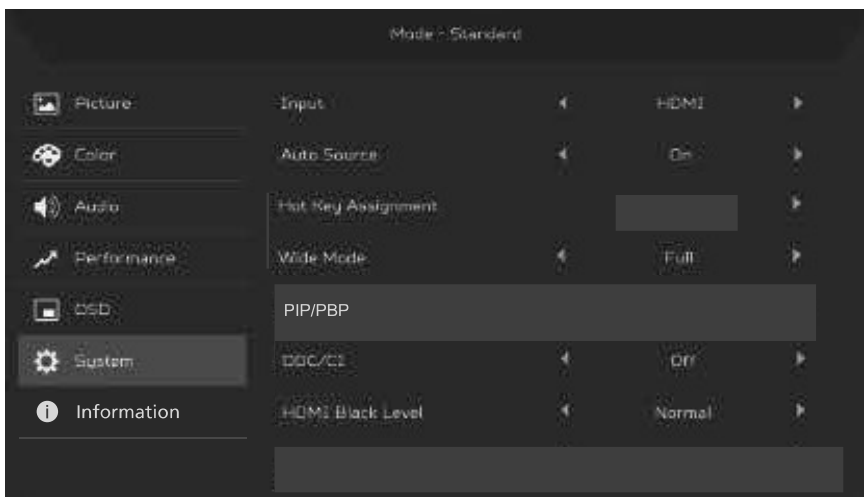 Mode - Standard
Picture
Input
HDMI
Color
Auto Source
On
Audio
Hot Key Assignment
Performance
Wide Mode
Full
OSD
PIP/PBP
System
DDC/CI
Off
Information
HDMI Black Level
Normal